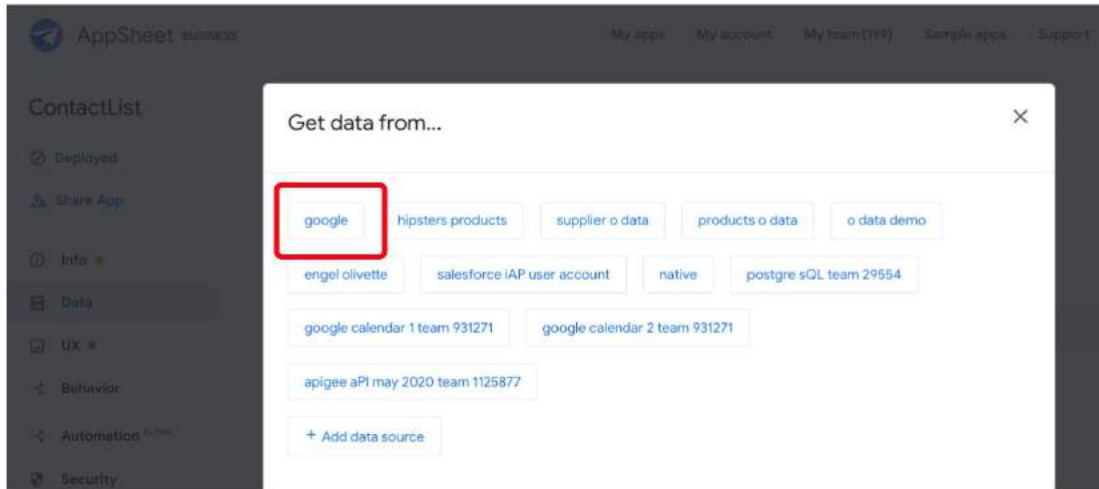 AppSheet BUSINESS
My apps My account My team (199) Sample apps Support
ContactList
Deployed
Share App
Info
Data
UX
Behavior
Automation
Security
Get data from...
google hipsters products supplier o data products o data o data demo
engel olivette salesforce iAP user account native postgre sQL team 29554
google calendar 1 team 931271 google calendar 2 team 931271
apigee aPI may 2020 team 1125877
+ Add data source